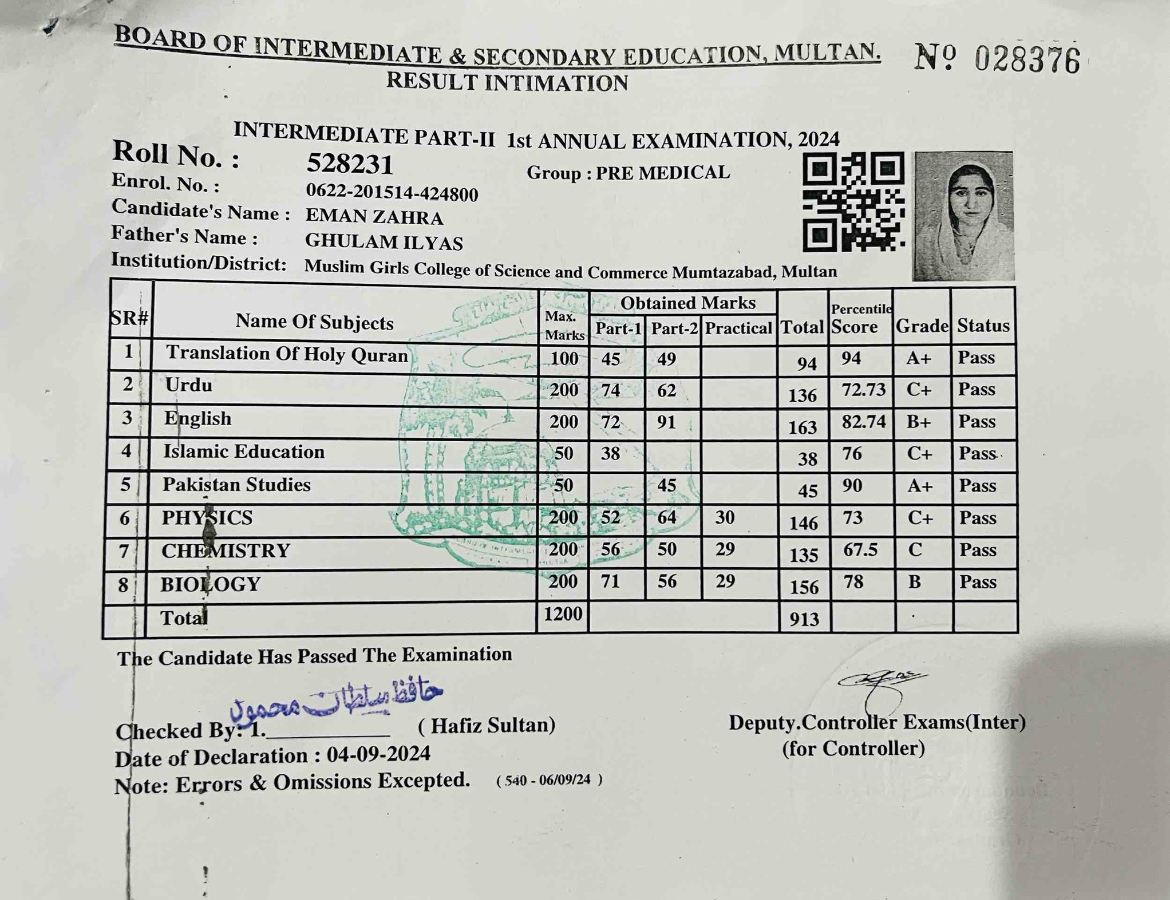 BOARD OF INTERMEDIATE & SECONDARY EDUCATION, MULTAN. Nº 028376
RESULT INTIMATION
INTERMEDIATE PART-II 1st ANNUAL EXAMINATION, 2024
Roll No. : 528231 Group : PRE MEDICAL
Enrol. No. : 0622-201514-424800
Candidate's Name : EMAN ZAHRA
Father's Name : GHULAM ILYAS
Institution/District: Muslim Girls College of Science and Commerce Mumtazabad, Multan
SR# Name Of Subjects Max. Marks Obtained Marks Total Percentile Score Grade Status
Part-1 Part-2 Practical
1 Translation Of Holy Quran 100 45 49 94 94 A+ Pass
2 Urdu 200 74 62 136 72.73 C+ Pass
3 English 200 72 91 163 82.74 B+ Pass
4 Islamic Education 50 38 38 76 C+ Pass
5 Pakistan Studies 50 45 45 90 A+ Pass
6 PHYSICS 200 52 64 30 146 73 C+ Pass
7 CHEMISTRY 200 56 50 29 135 67.5 C Pass
8 BIOLOGY 200 71 56 29 156 78 B Pass
Total 1200 913
The Candidate Has Passed The Examination
حافظ سلطان محمود
Checked By: 1. ( Hafiz Sultan) Deputy.Controller Exams(Inter)
Date of Declaration : 04-09-2024 (for Controller)
Note: Errors & Omissions Excepted. ( 540 - 06/09/24 )